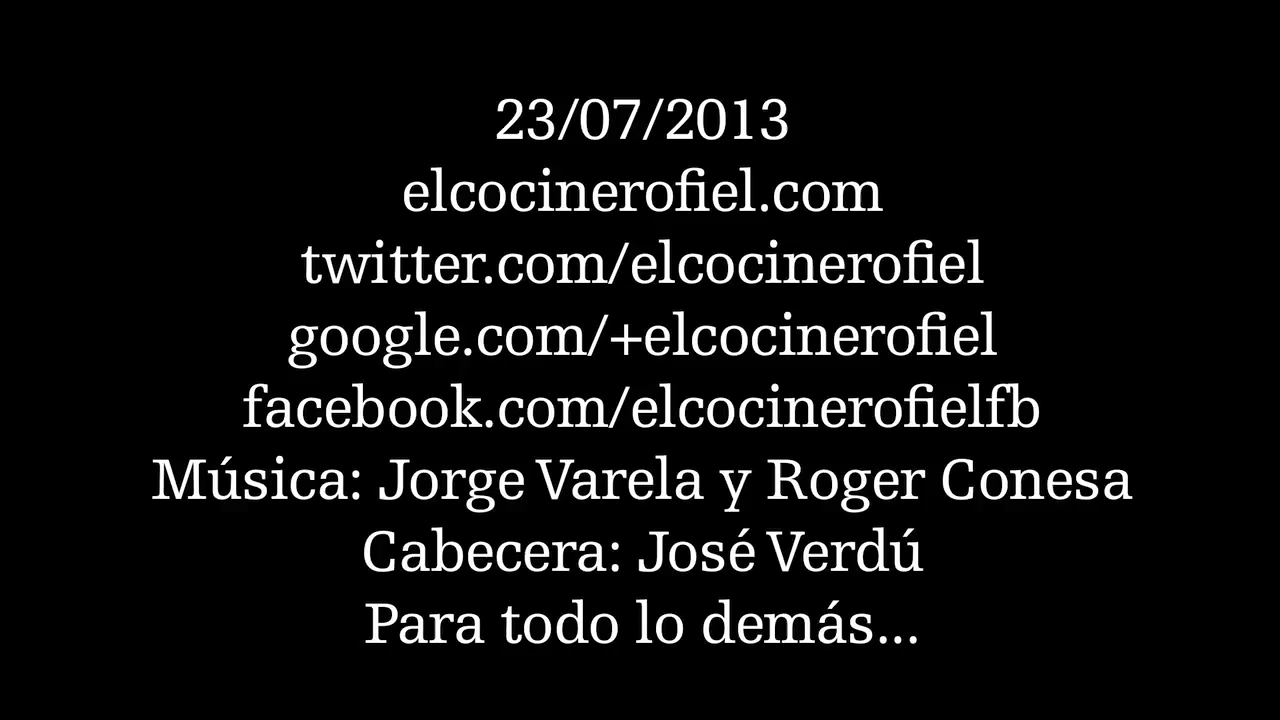 23/07/2013
elcocinerofiel.com
twitter.com/elcocinerofiel
google.com/+elcocinerofiel
facebook.com/elcocinerofielfb
Música: Jorge Varela y Roger Conesa
Cabecera: José Verdú
Para todo lo demás...